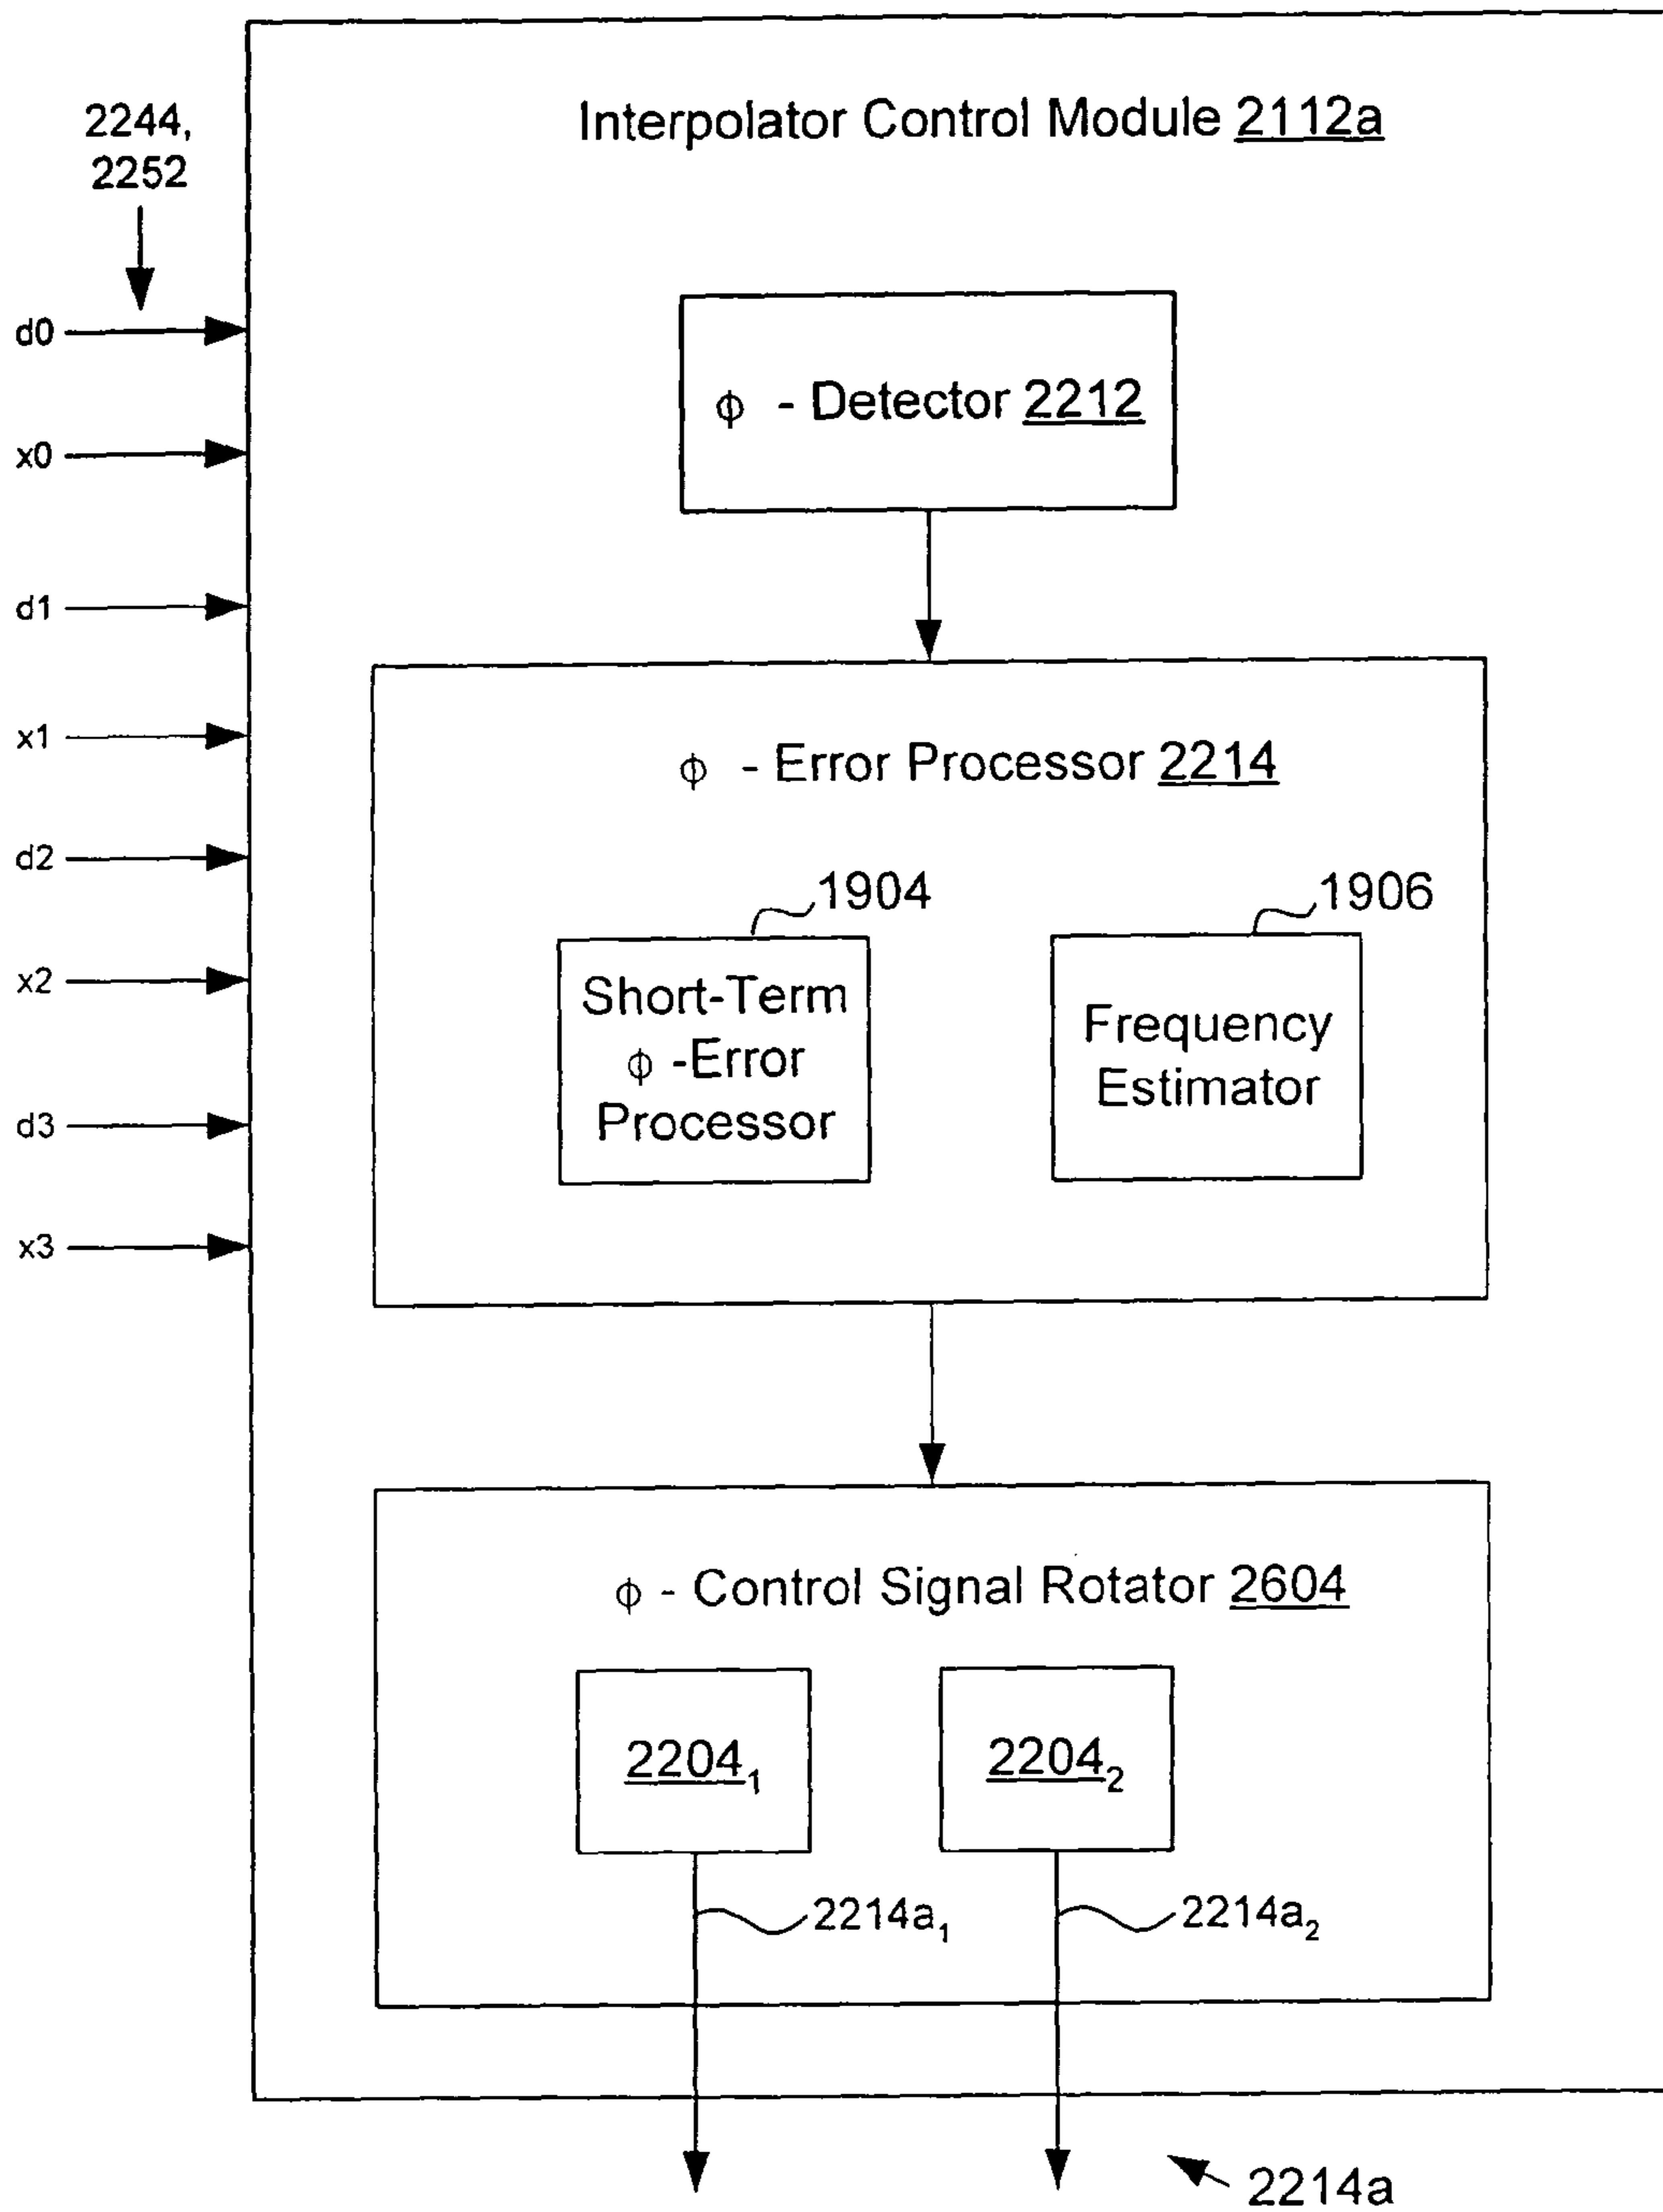 Interpolator Control Module 2112a
2244,
2252
d0
x0
d1
x1
d2
x2
d3
x3
ϕ - Detector 2212
ϕ - Error Processor 2214
1904
1906
Short-Term
ϕ -Error
Processor
Frequency
Estimator
ϕ - Control Signal Rotator 2604
2204₁
2204₂
2214a₁
2214a₂
2214a